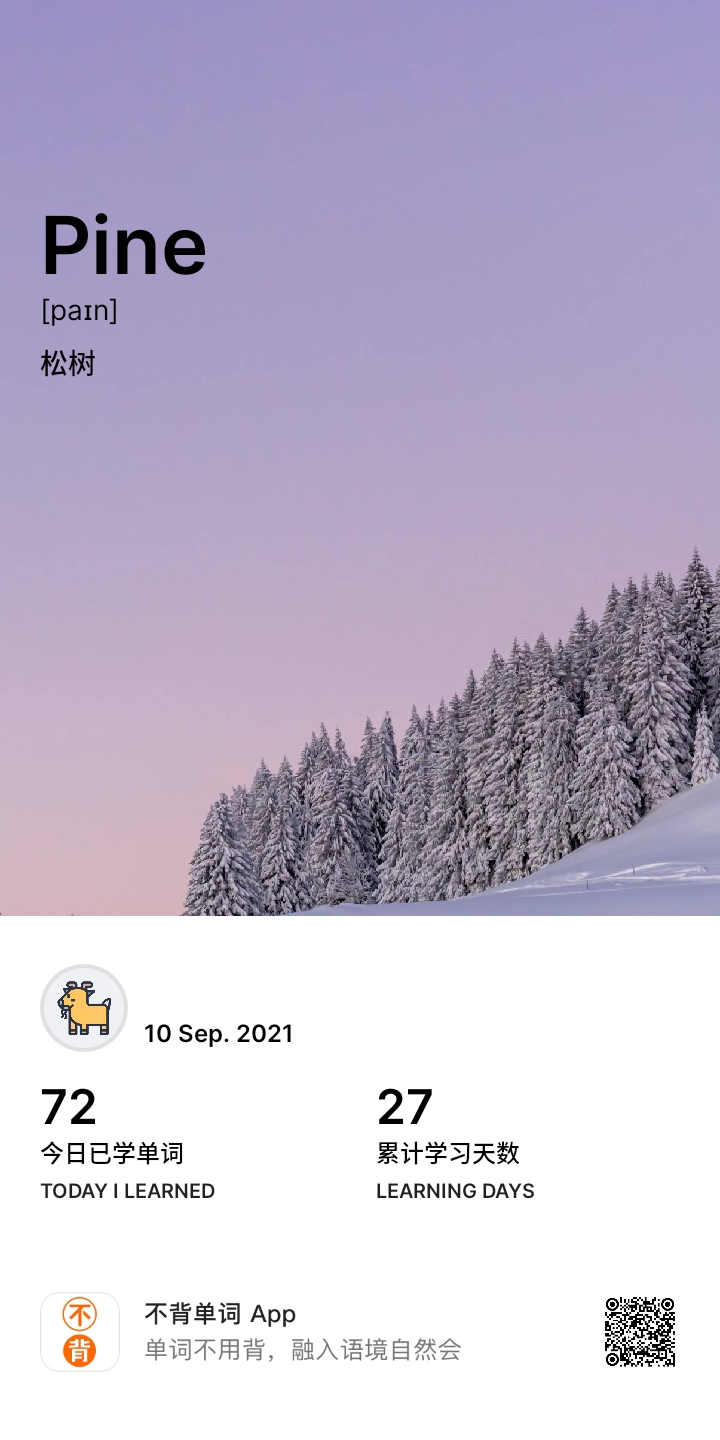 Pine
[paɪn]
松树
10 Sep. 2021
72
今日已学单词
TODAY I LEARNED
27
累计学习天数
LEARNING DAYS
不
背
不背单词 App
单词不用背，融入语境自然会